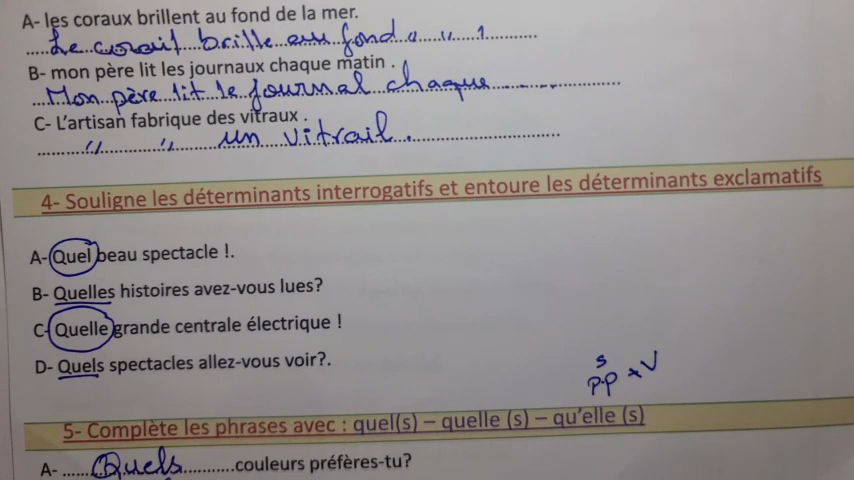 A- les coraux brillent au fond de la mer.
Le corail brille au fond " " 1
B- mon père lit les journaux chaque matin .
Mon père lit le journal chaque
C- L'artisan fabrique des vitraux .
" " un vitrail.
4- Souligne les déterminants interrogatifs et entoure les déterminants exclamatifs
A- Quel beau spectacle !.
B- Quelles histoires avez-vous lues?
C- Quelle grande centrale électrique !
D- Quels spectacles allez-vous voir?.
s
p.p + V
5- Complète les phrases avec : quel(s) – quelle (s) – qu'elle (s)
A- ......Quels...........couleurs préfères-tu?